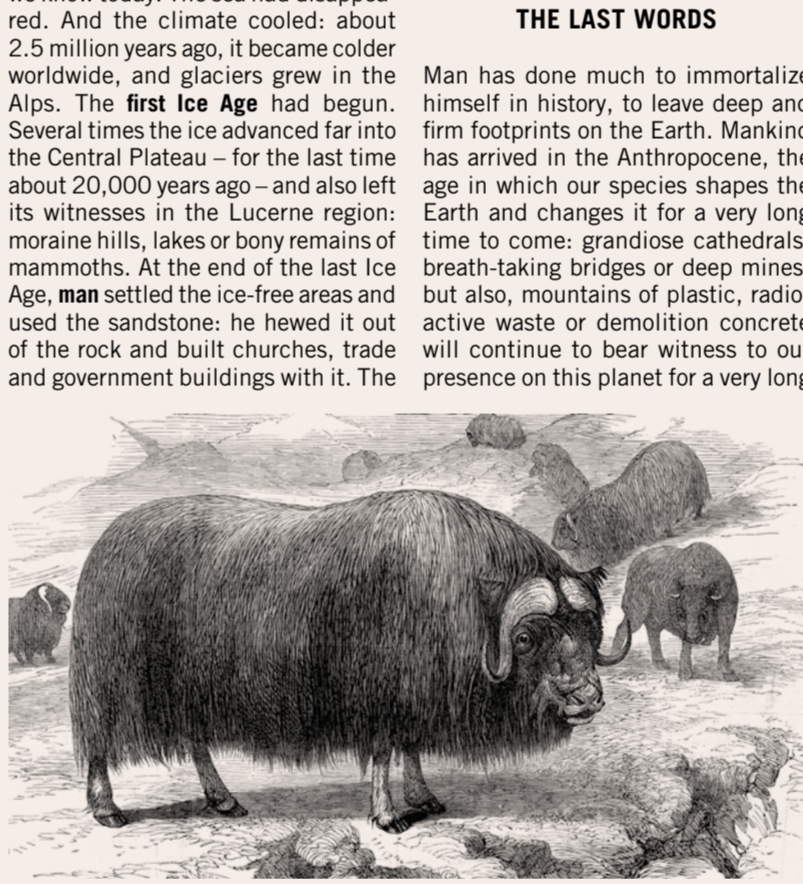 red. And the climate cooled: about
2.5 million years ago, it became colder
worldwide, and glaciers grew in the
Alps. The first Ice Age had begun.
Several times the ice advanced far into
the Central Plateau – for the last time
about 20,000 years ago – and also left
its witnesses in the Lucerne region:
moraine hills, lakes or bony remains of
mammoths. At the end of the last Ice
Age, man settled the ice-free areas and
used the sandstone: he hewed it out
of the rock and built churches, trade
and government buildings with it. The
THE LAST WORDS
Man has done much to immortalize
himself in history, to leave deep and
firm footprints on the Earth. Mankind
has arrived in the Anthropocene, the
age in which our species shapes the
Earth and changes it for a very long
time to come: grandiose cathedrals
breath-taking bridges or deep mines
but also, mountains of plastic, radio
active waste or demolition concrete
will continue to bear witness to ou
presence on this planet for a very long